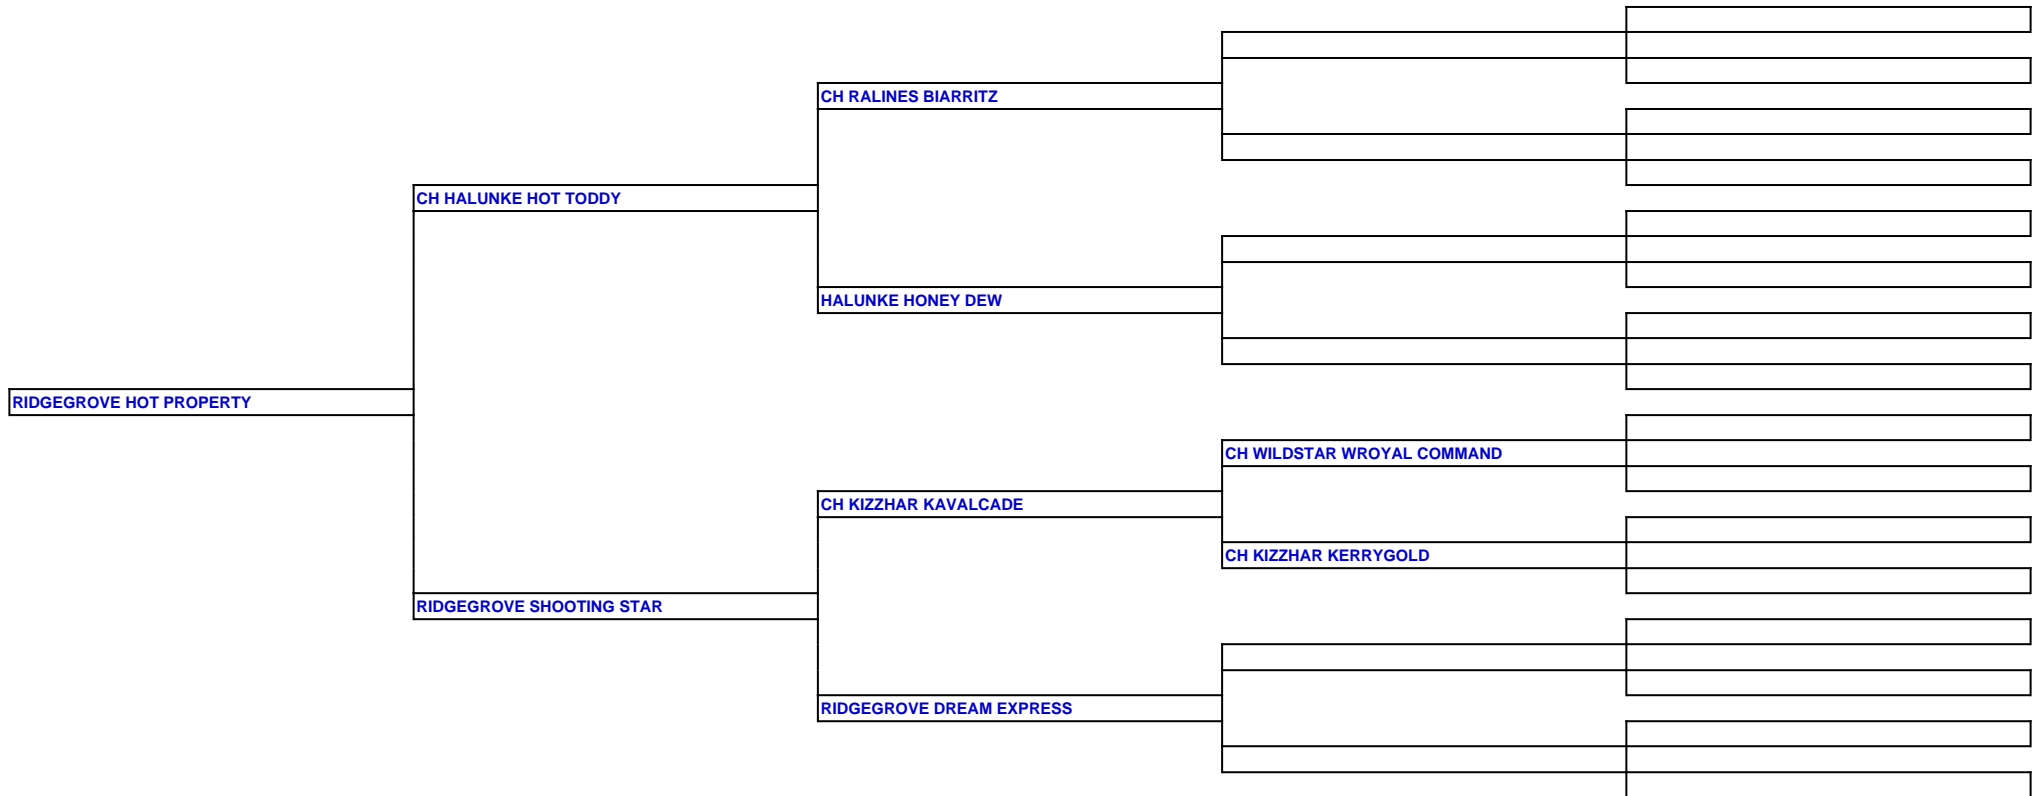 CH RALINES BIARRITZ
CH HALUNKE HOT TODDY
HALUNKE HONEY DEW
RIDGEGROVE HOT PROPERTY
CH WILDSTAR WROYAL COMMAND
CH KIZZHAR KAVALCADE
CH KIZZHAR KERRYGOLD
RIDGEGROVE SHOOTING STAR
RIDGEGROVE DREAM EXPRESS